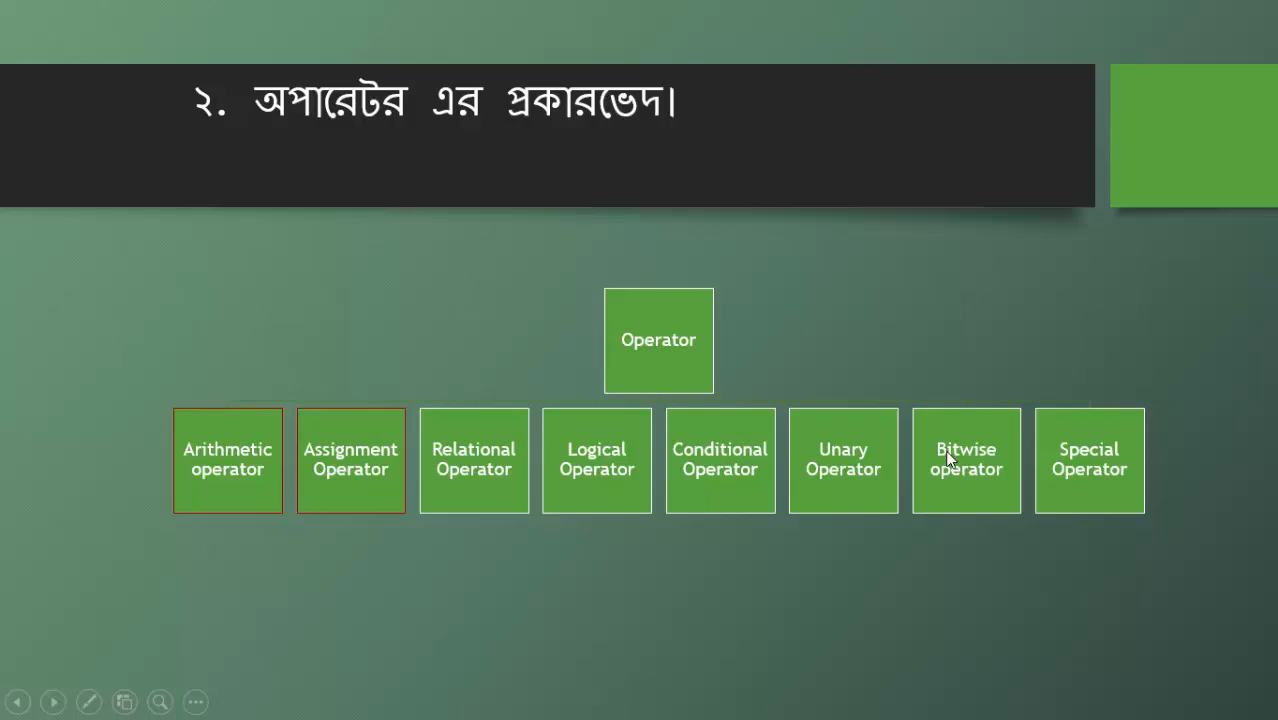 ২. অপারেটর এর প্রকারভেদ।
Operator
Arithmetic
operator
Assignment
Operator
Relational
Operator
Logical
Operator
Conditional
Operator
Unary
Operator
Bitwise
operator
Special
Operator